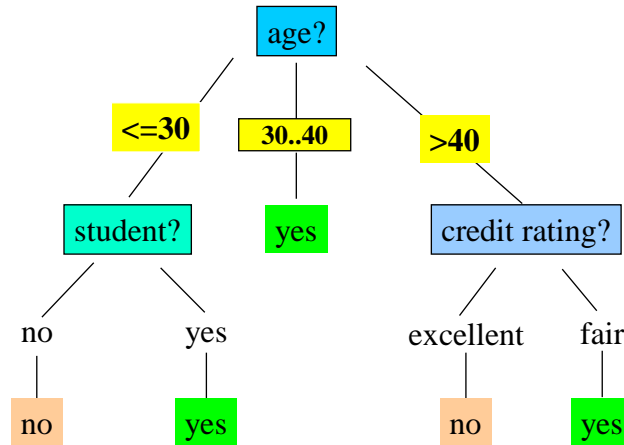 age?
<=30
30..40
>40
student?
yes
credit rating?
no
yes
excellent
fair
no
yes
no
yes